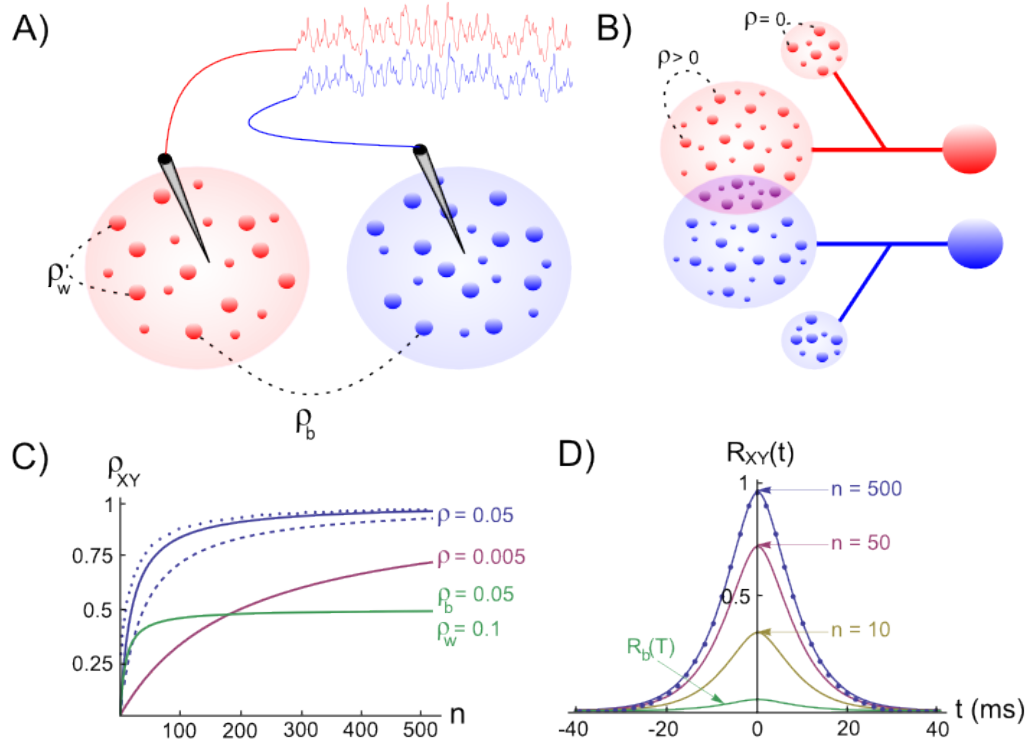 A)
ρw
ρb
B)
ρ = 0
ρ > 0
C)
ρXY
1
0.75
0.5
0.25
100 200 300 400 500 n
ρ = 0.05
ρ = 0.005
ρb = 0.05
ρw = 0.1
D)
RXY(t)
1
0.5
n = 500
n = 50
n = 10
Rb(T)
-40 -20 0 20 40 t (ms)